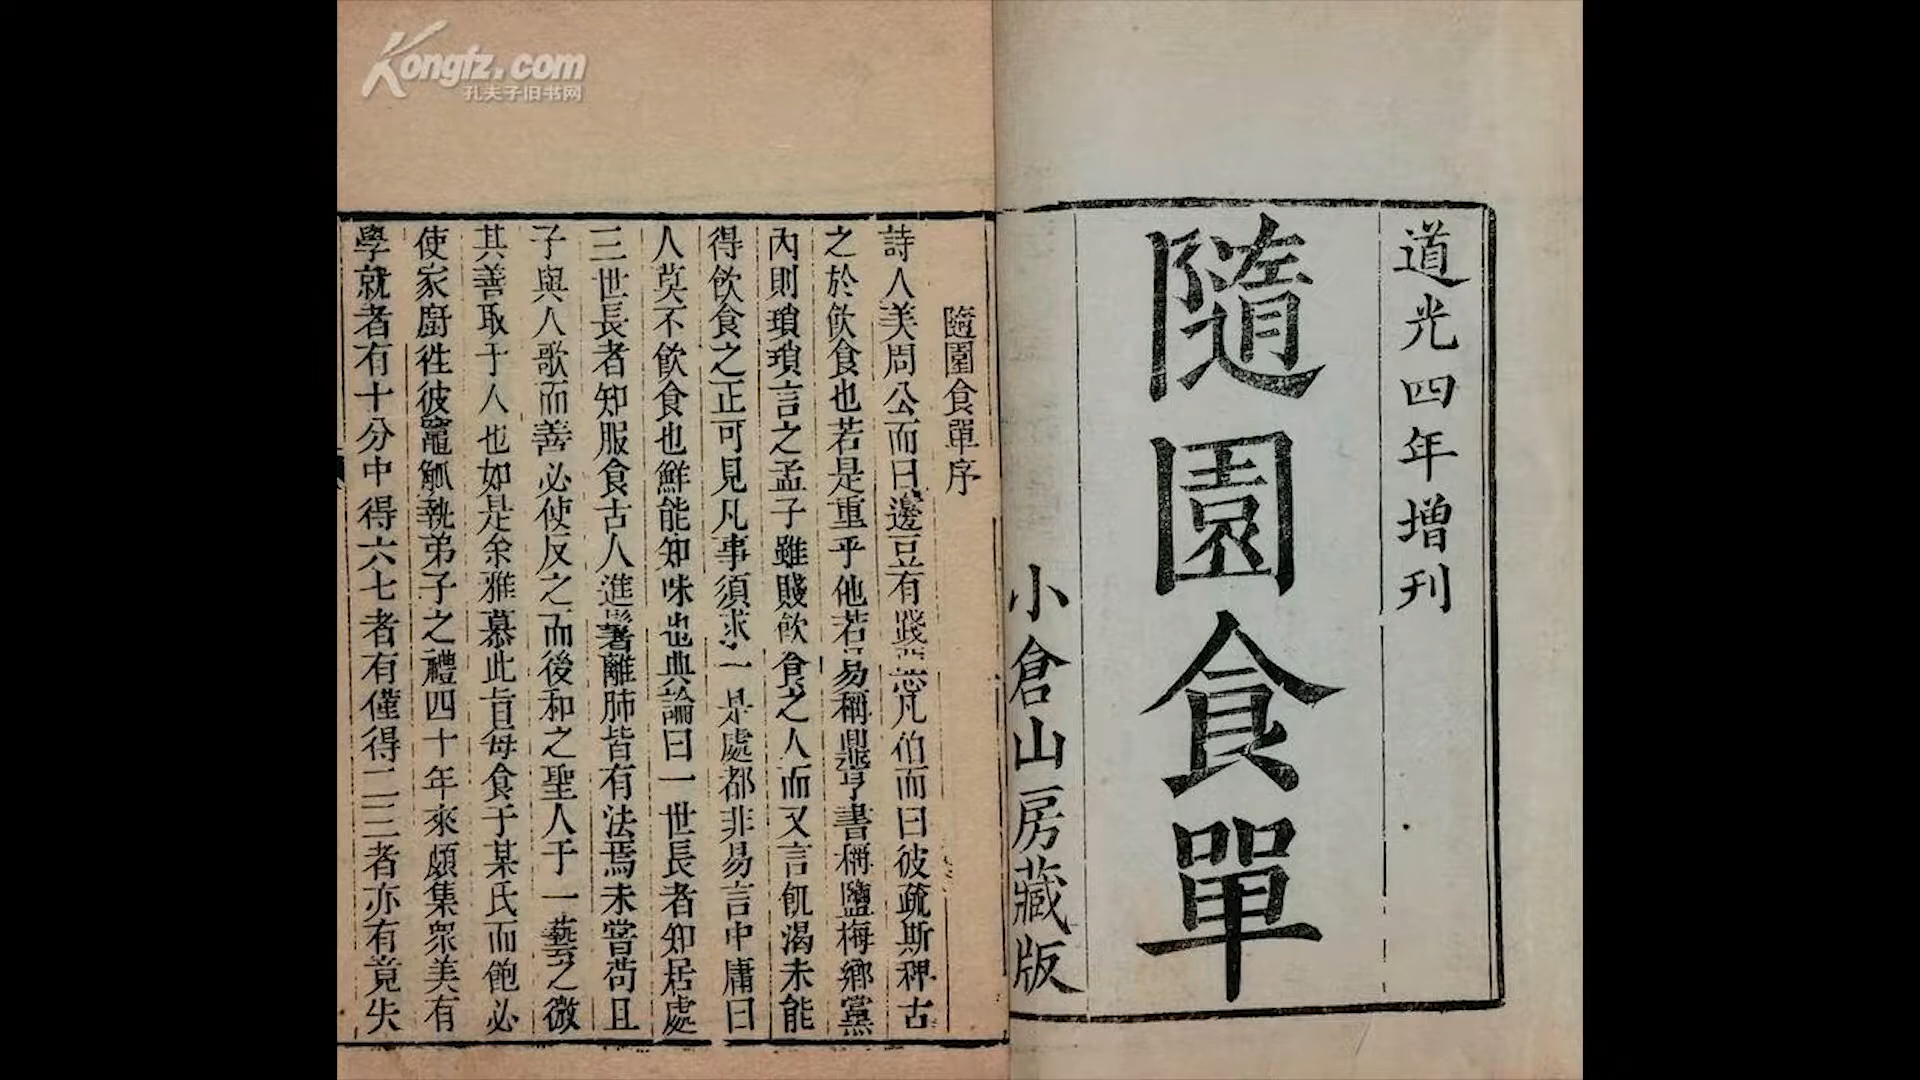 Kongfz.com
孔夫子旧书网
道光四年增刊
隨園食單
小倉山房藏版
隨園食單序
詩人美周公而曰籩豆有踐惡凡伯而曰彼疏斯稗古
之於飲食也若是重乎他若易稱鼎亨書稱鹽梅鄉黨
內則瑣瑣言之孟子雖賤飲食之人而又言飢渴未能
得飲食之正可見凡事須求一是處都非易言中庸曰
人莫不飲食也鮮能知味也典論曰一世長者知居處
三世長者知服食古人進鬐離肺皆有法焉未嘗苟且
子與人歌而善必使反之而後和之聖人于一藝之微
其善取于人也如是余雅慕此旨每食于某氏而飽必
使家廚往彼竈觚執弟子之禮四十年來頗集眾美有
學就者有十分中得六七者有僅得二三者亦有竟失